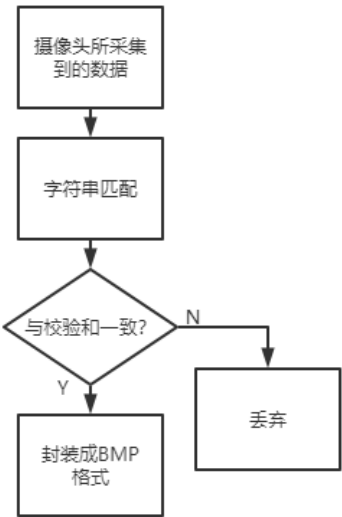 摄像头所采集
到的数据
字符串匹配
与校验和一致?
N
Y
丢弃
封装成BMP
格式